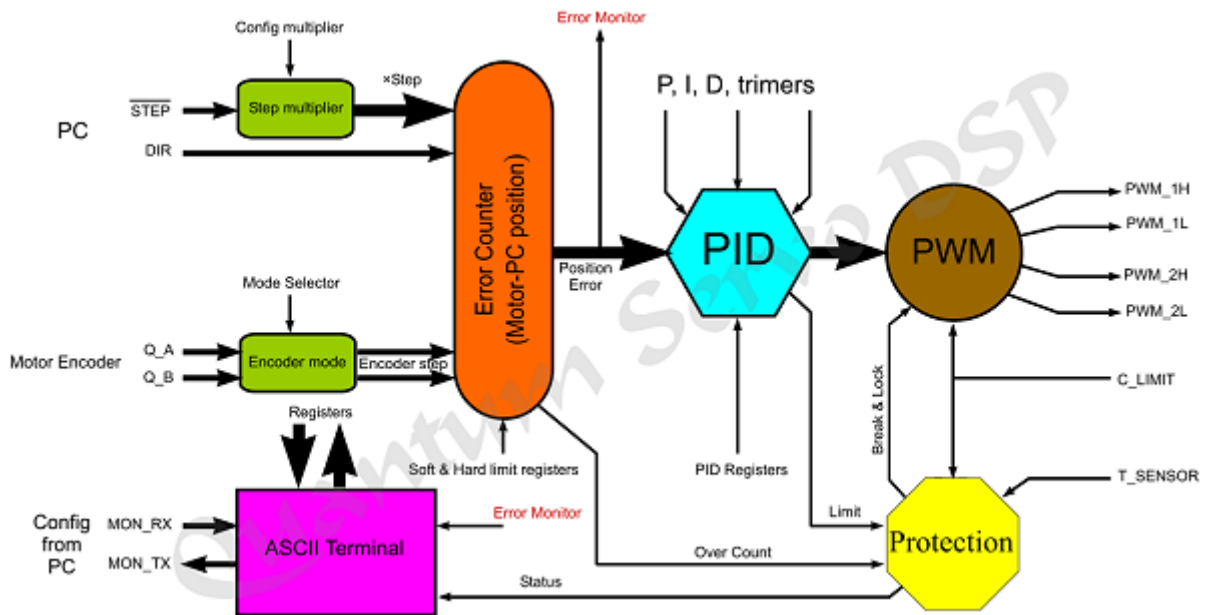 Error Monitor
Config multiplier
×Step
P, I, D, trimers
PC
STEP
Step multiplier
DIR
Error Counter
(Motor-PC position)
PID
PWM
PWM_1H
PWM_1L
PWM_2H
PWM_2L
Position
Error
Mode Selector
Motor Encoder
Q_A
Q_B
Encoder mode
Encoder step
Registers
Break & Lock
C_LIMIT
Soft & Hard limit registers
PID Registers
T_SENSOR
Config
from
PC
MON_RX
MON_TX
ASCII Terminal
Error Monitor
Limit
Over Count
Protection
Status
Quantum Servo DSP